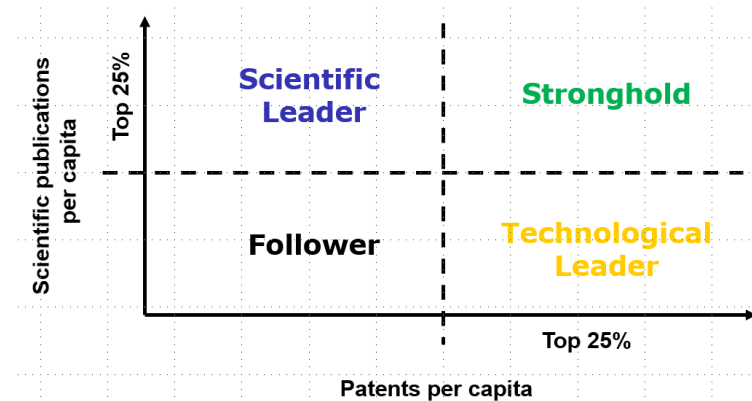 Scientific publications
per capita
Top 25%
Scientific
Leader
Stronghold
Follower
Technological
Leader
Top 25%
Patents per capita